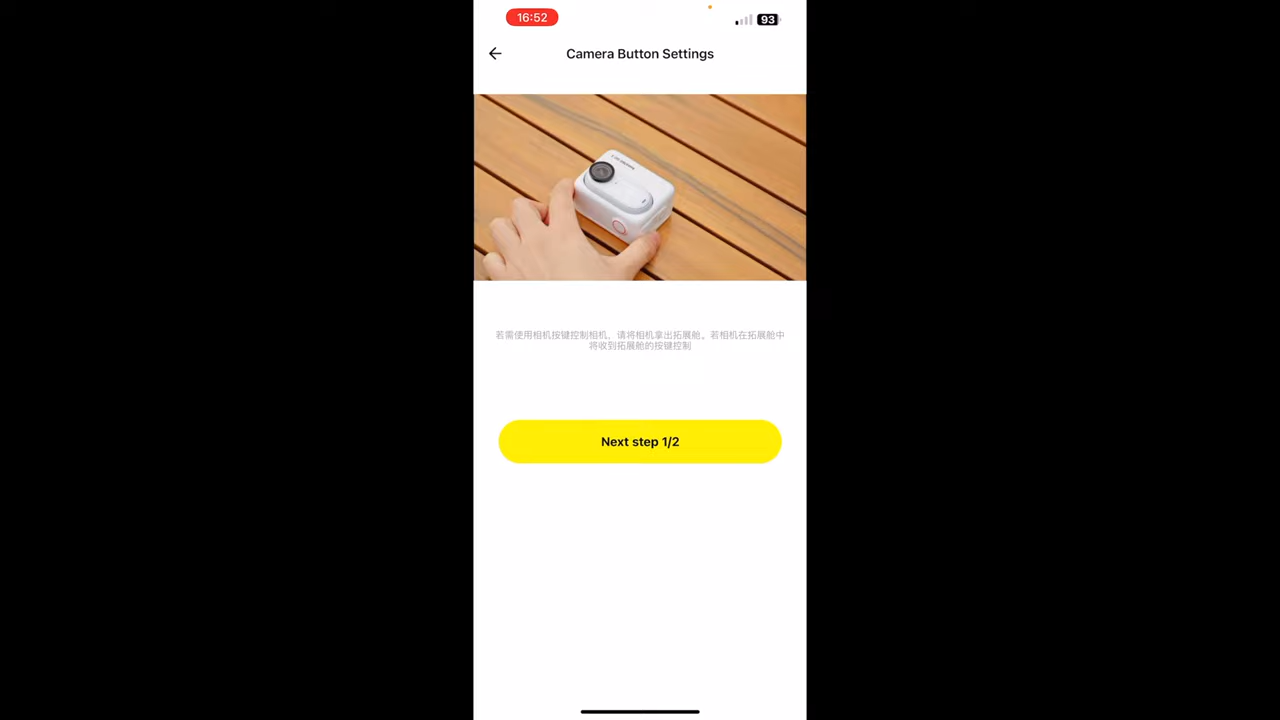 16:52
93
Camera Button Settings
若需使用相机按键控制相机，请将相机拿出拓展舱。若相机在拓展舱中
将收到拓展舱的按键控制
Next step 1/2